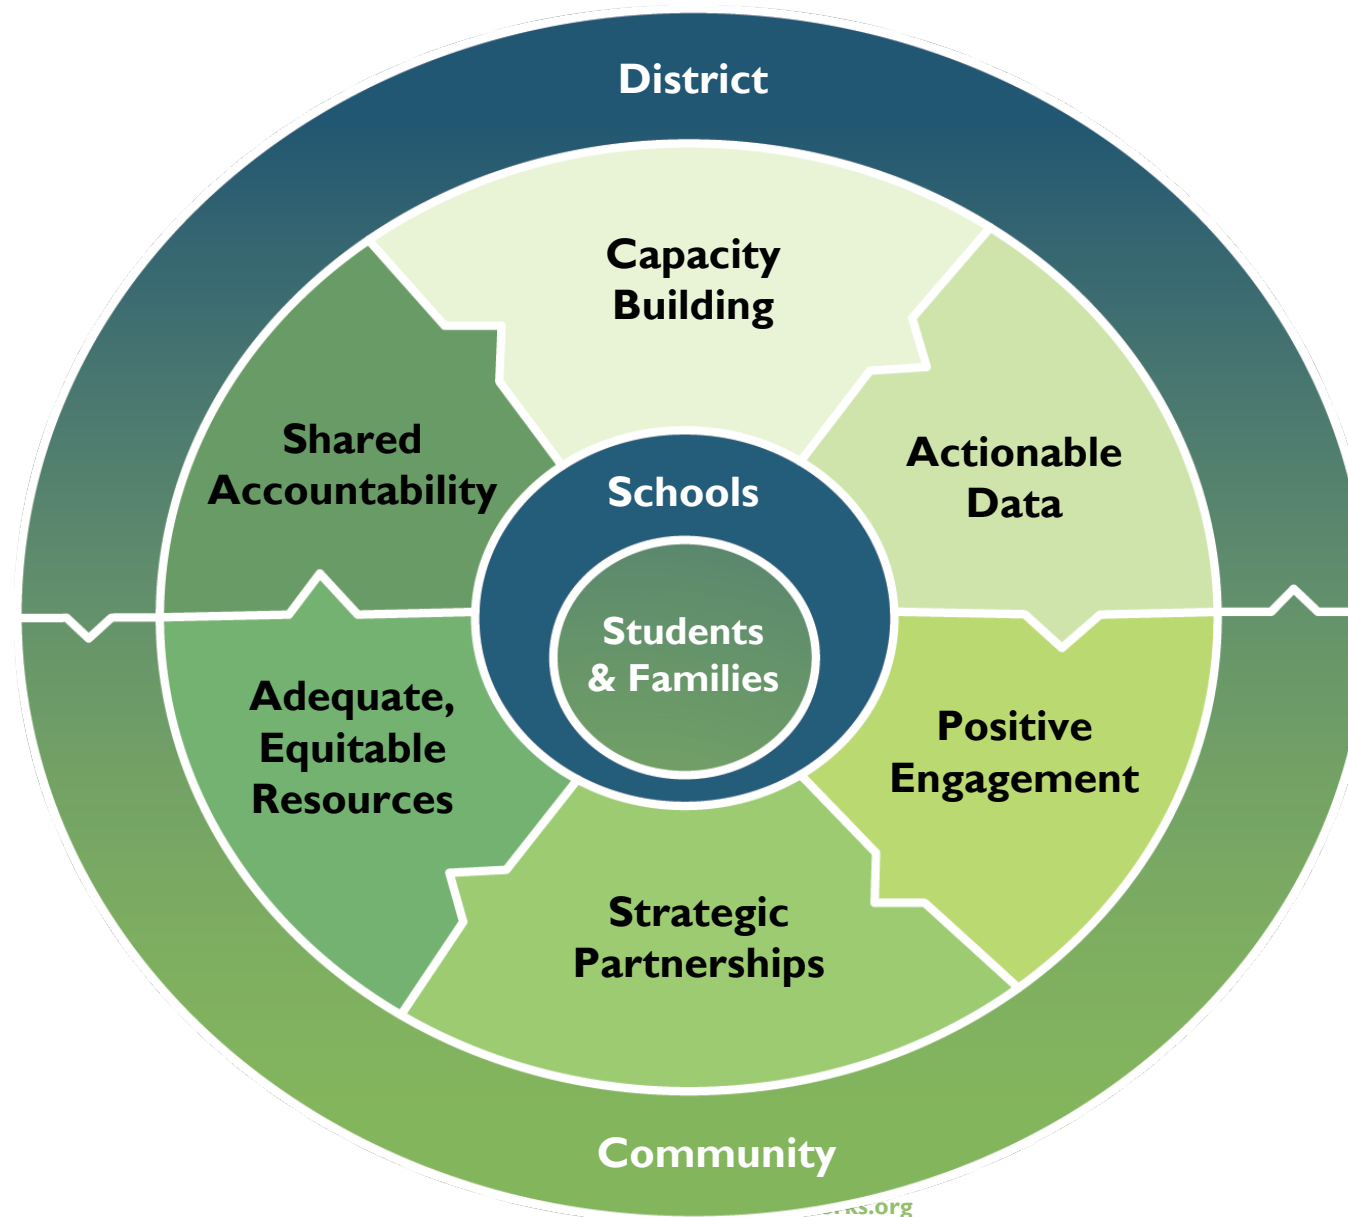 District
Capacity
Building
Shared
Accountability
Actionable
Data
Schools
Students
& Families
Adequate,
Equitable
Resources
Positive
Engagement
Strategic
Partnerships
Community